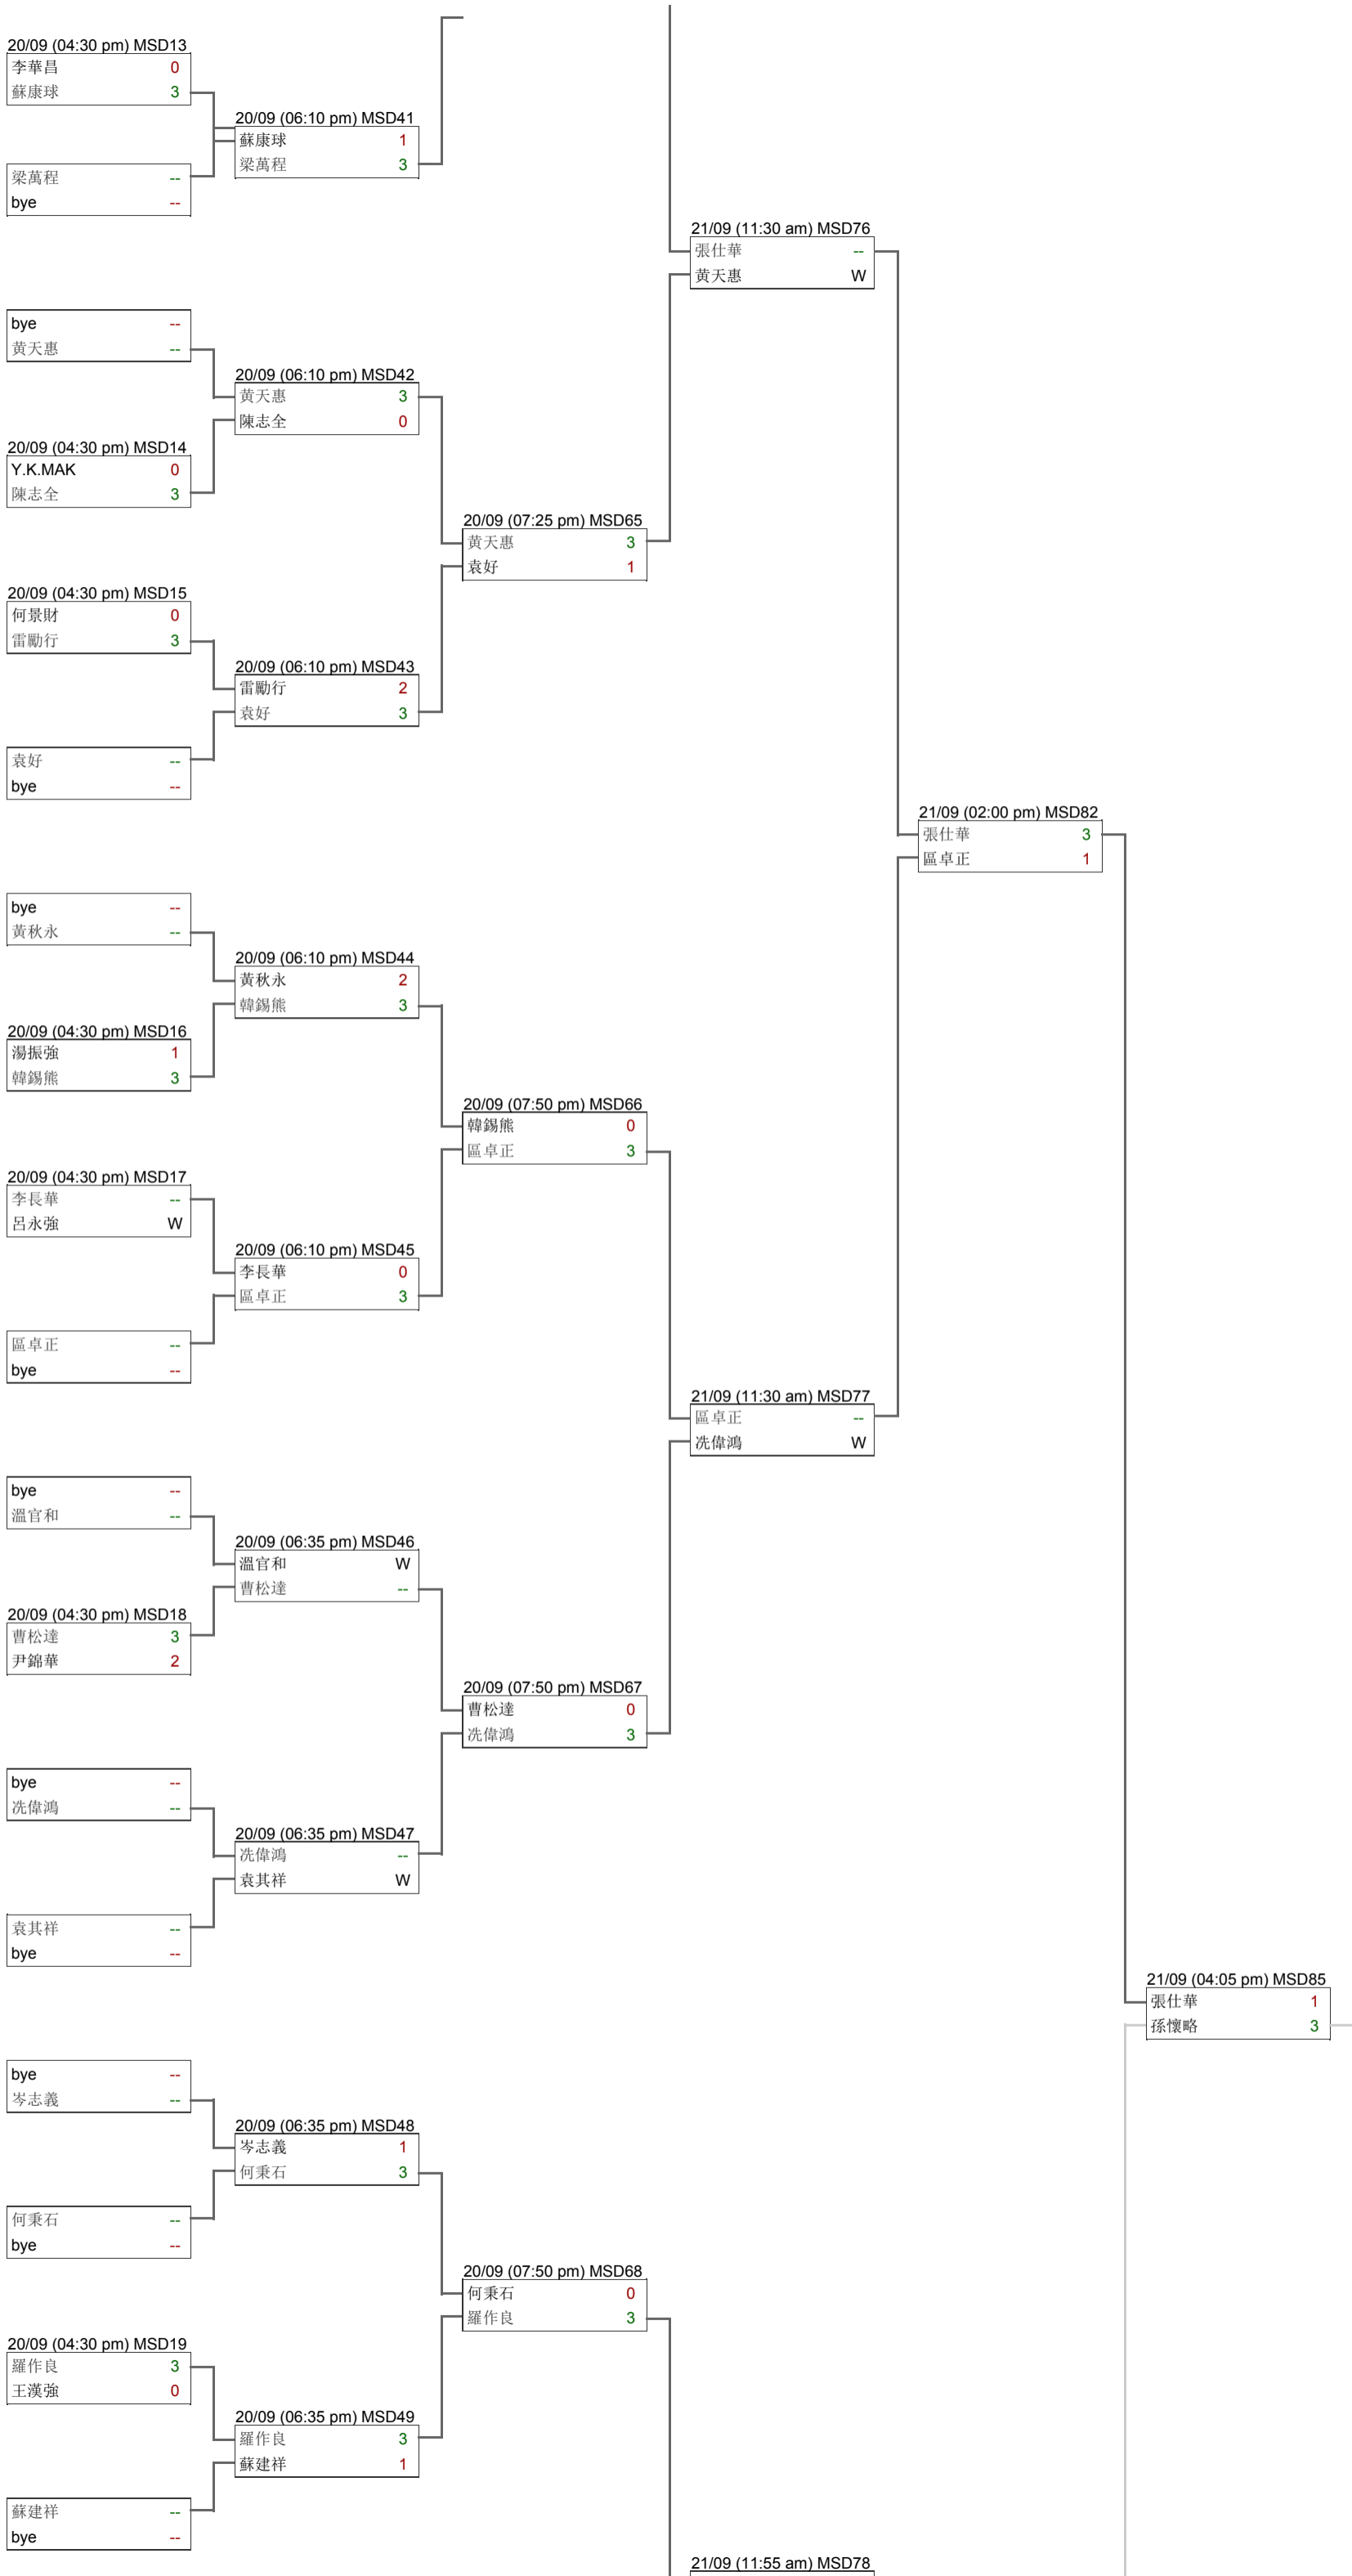 20/09 (04:30 pm) MSD13
李華昌 0
蘇康球 3
梁萬程 --
bye --
bye --
黄天惠 --
20/09 (04:30 pm) MSD14
Y.K.MAK 0
陳志全 3
20/09 (04:30 pm) MSD15
何景財 0
雷勵行 3
袁好 --
bye --
bye --
黃秋永 --
20/09 (04:30 pm) MSD16
湯振強 1
韓錫熊 3
20/09 (04:30 pm) MSD17
李長華 --
呂永強 W
區卓正 --
bye --
bye --
溫官和 --
20/09 (04:30 pm) MSD18
曹松達 3
尹錦華 2
bye --
冼偉鴻 --
袁其祥 --
bye --
bye --
岑志義 --
何秉石 --
bye --
20/09 (04:30 pm) MSD19
羅作良 3
王漢強 0
蘇建祥 --
bye --
20/09 (06:10 pm) MSD41
蘇康球 1
梁萬程 3
20/09 (06:10 pm) MSD42
黄天惠 3
陳志全 0
20/09 (06:10 pm) MSD43
雷勵行 2
袁好 3
20/09 (06:10 pm) MSD44
黃秋永 2
韓錫熊 3
20/09 (06:10 pm) MSD45
李長華 0
區卓正 3
20/09 (06:35 pm) MSD46
溫官和 W
曹松達 --
20/09 (06:35 pm) MSD47
冼偉鴻 --
袁其祥 W
20/09 (06:35 pm) MSD48
岑志義 1
何秉石 3
20/09 (06:35 pm) MSD49
羅作良 3
蘇建祥 1
20/09 (07:25 pm) MSD65
黄天惠 3
袁好 1
20/09 (07:50 pm) MSD66
韓錫熊 0
區卓正 3
20/09 (07:50 pm) MSD67
曹松達 0
冼偉鴻 3
20/09 (07:50 pm) MSD68
何秉石 0
羅作良 3
21/09 (11:30 am) MSD76
張仕華 --
黄天惠 W
21/09 (11:30 am) MSD77
區卓正 --
冼偉鴻 W
21/09 (11:55 am) MSD78
21/09 (02:00 pm) MSD82
張仕華 3
區卓正 1
21/09 (04:05 pm) MSD85
張仕華 1
孫懷略 3